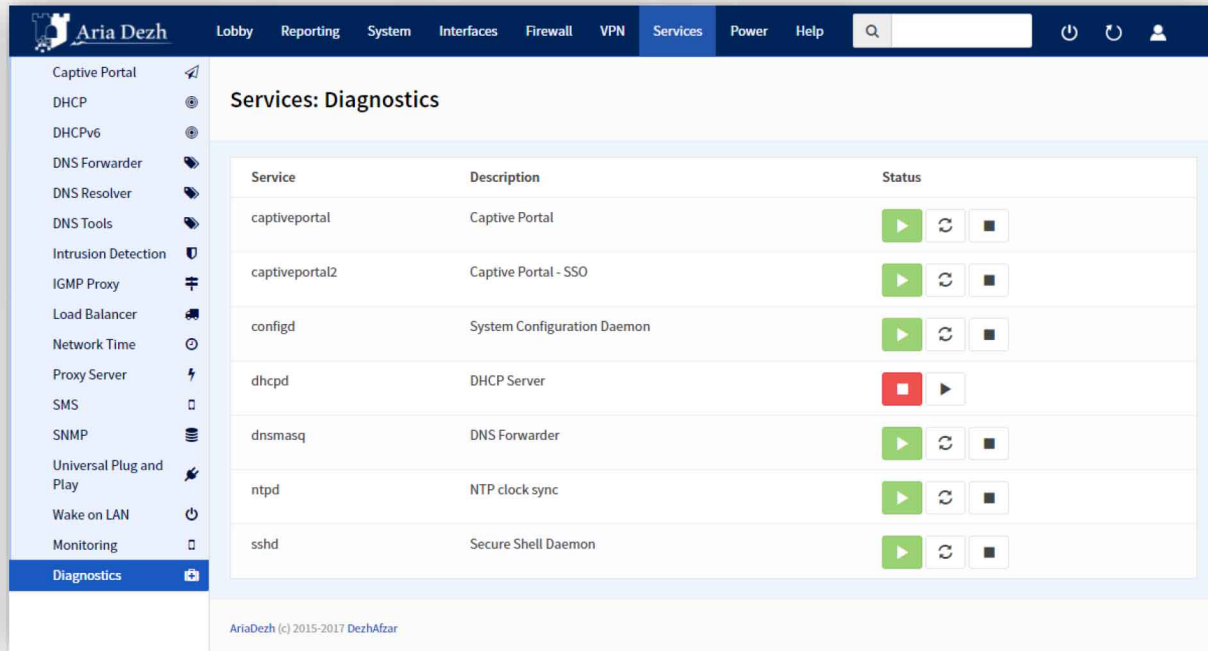 Aria Dezh
Lobby Reporting System Interfaces Firewall VPN Services Power Help
Captive Portal
DHCP
DHCPv6
DNS Forwarder
DNS Resolver
DNS Tools
Intrusion Detection
IGMP Proxy
Load Balancer
Network Time
Proxy Server
SMS
SNMP
Universal Plug and
Play
Wake on LAN
Monitoring
Diagnostics
Services: Diagnostics
Service Description Status
captiveportal Captive Portal
captiveportal2 Captive Portal - SSO
configd System Configuration Daemon
dhcpd DHCP Server
dnsmasq DNS Forwarder
ntpd NTP clock sync
sshd Secure Shell Daemon
AriaDezh (c) 2015-2017 DezhAfzar